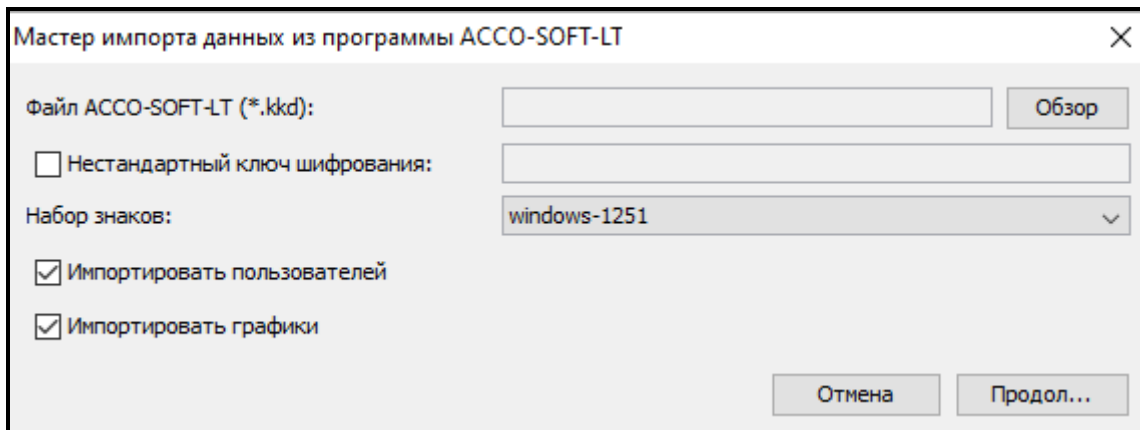 Мастер импорта данных из программы ACCO-SOFT-LT
Файл ACCO-SOFT-LT (*.kkd):
Обзор
Нестандартный ключ шифрования:
Набор знаков:
windows-1251
Импортировать пользователей
Импортировать графики
Отмена
Продол...